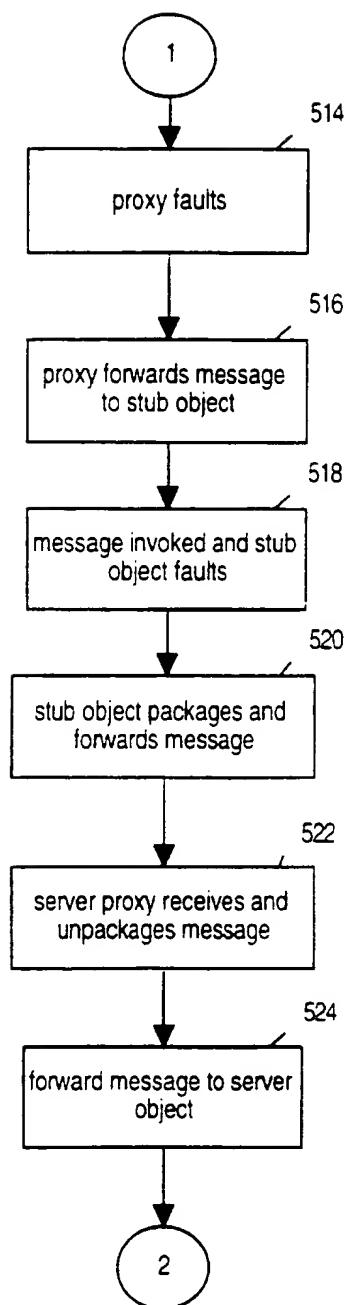 1
514
proxy faults
516
proxy forwards message
to stub object
518
message invoked and stub
object faults
520
stub object packages and
forwards message
522
server proxy receives and
unpackages message
524
forward message to server
object
2